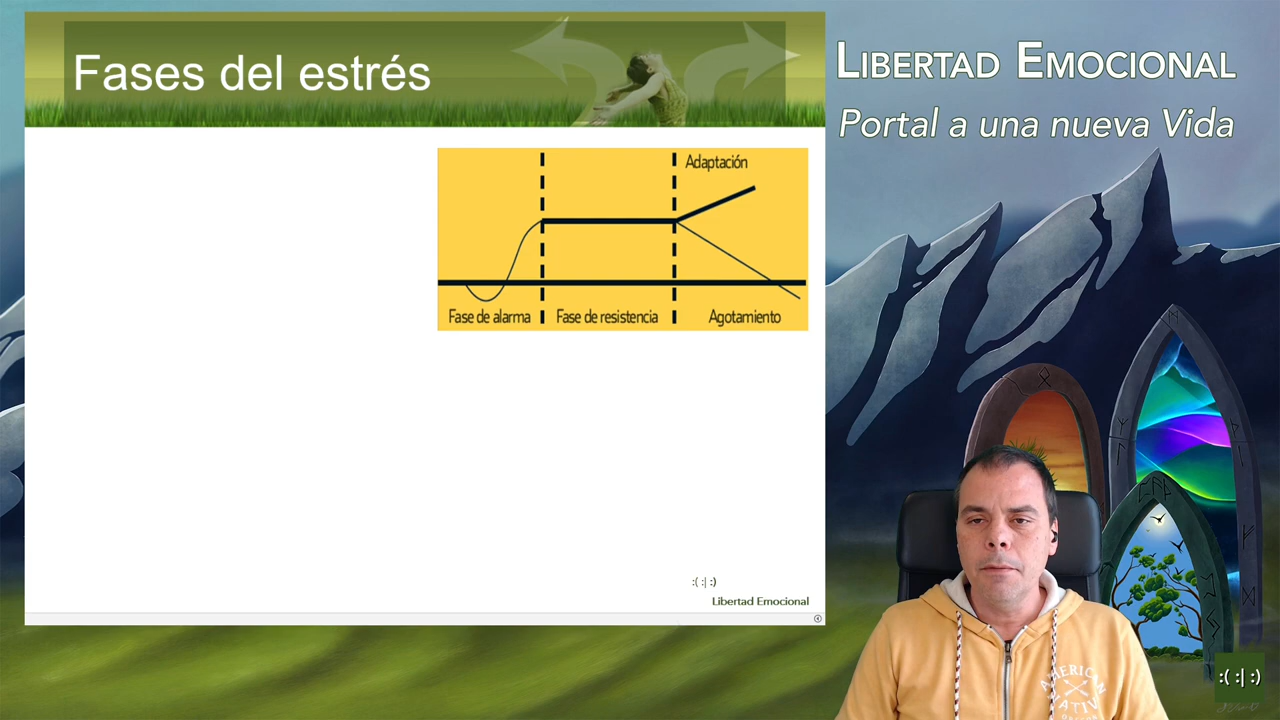 Fases del estrés
LIBERTAD EMOCIONAL
Portal a una nueva Vida
Adaptación
Fase de alarma
Fase de resistencia
Agotamiento
:( :| :)
Libertad Emocional
AMERICAN
:( :| :)